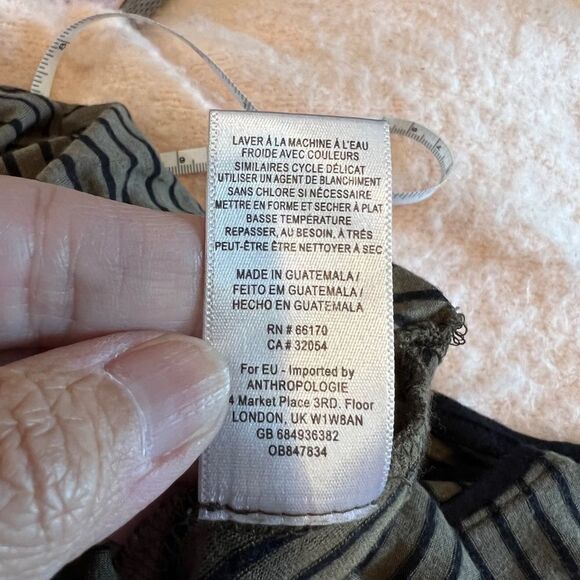 LAVER À LA MACHINE À L'EAU
FROIDE AVEC COULEURS
SIMILAIRES CYCLE DÉLICAT
UTILISER UN AGENT DE BLANCHIMENT
SANS CHLORE SI NÉCESSAIRE
METTRE EN FORME ET SECHER À PLAT
BASSE TEMPÉRATURE
REPASSER, AU BESOIN, À TRÈS
PEUT-ÊTRE ÊTRE NETTOYER À SEC
MADE IN GUATEMALA/
FEITO EM GUATEMALA/
HECHO EN GUATEMALA
RN # 66170
CA # 32054
For EU - Imported by
ANTHROPOLOGIE
4 Market Place 3RD. Floor
LONDON, UK W1W8AN
GB 684936382
OB847834